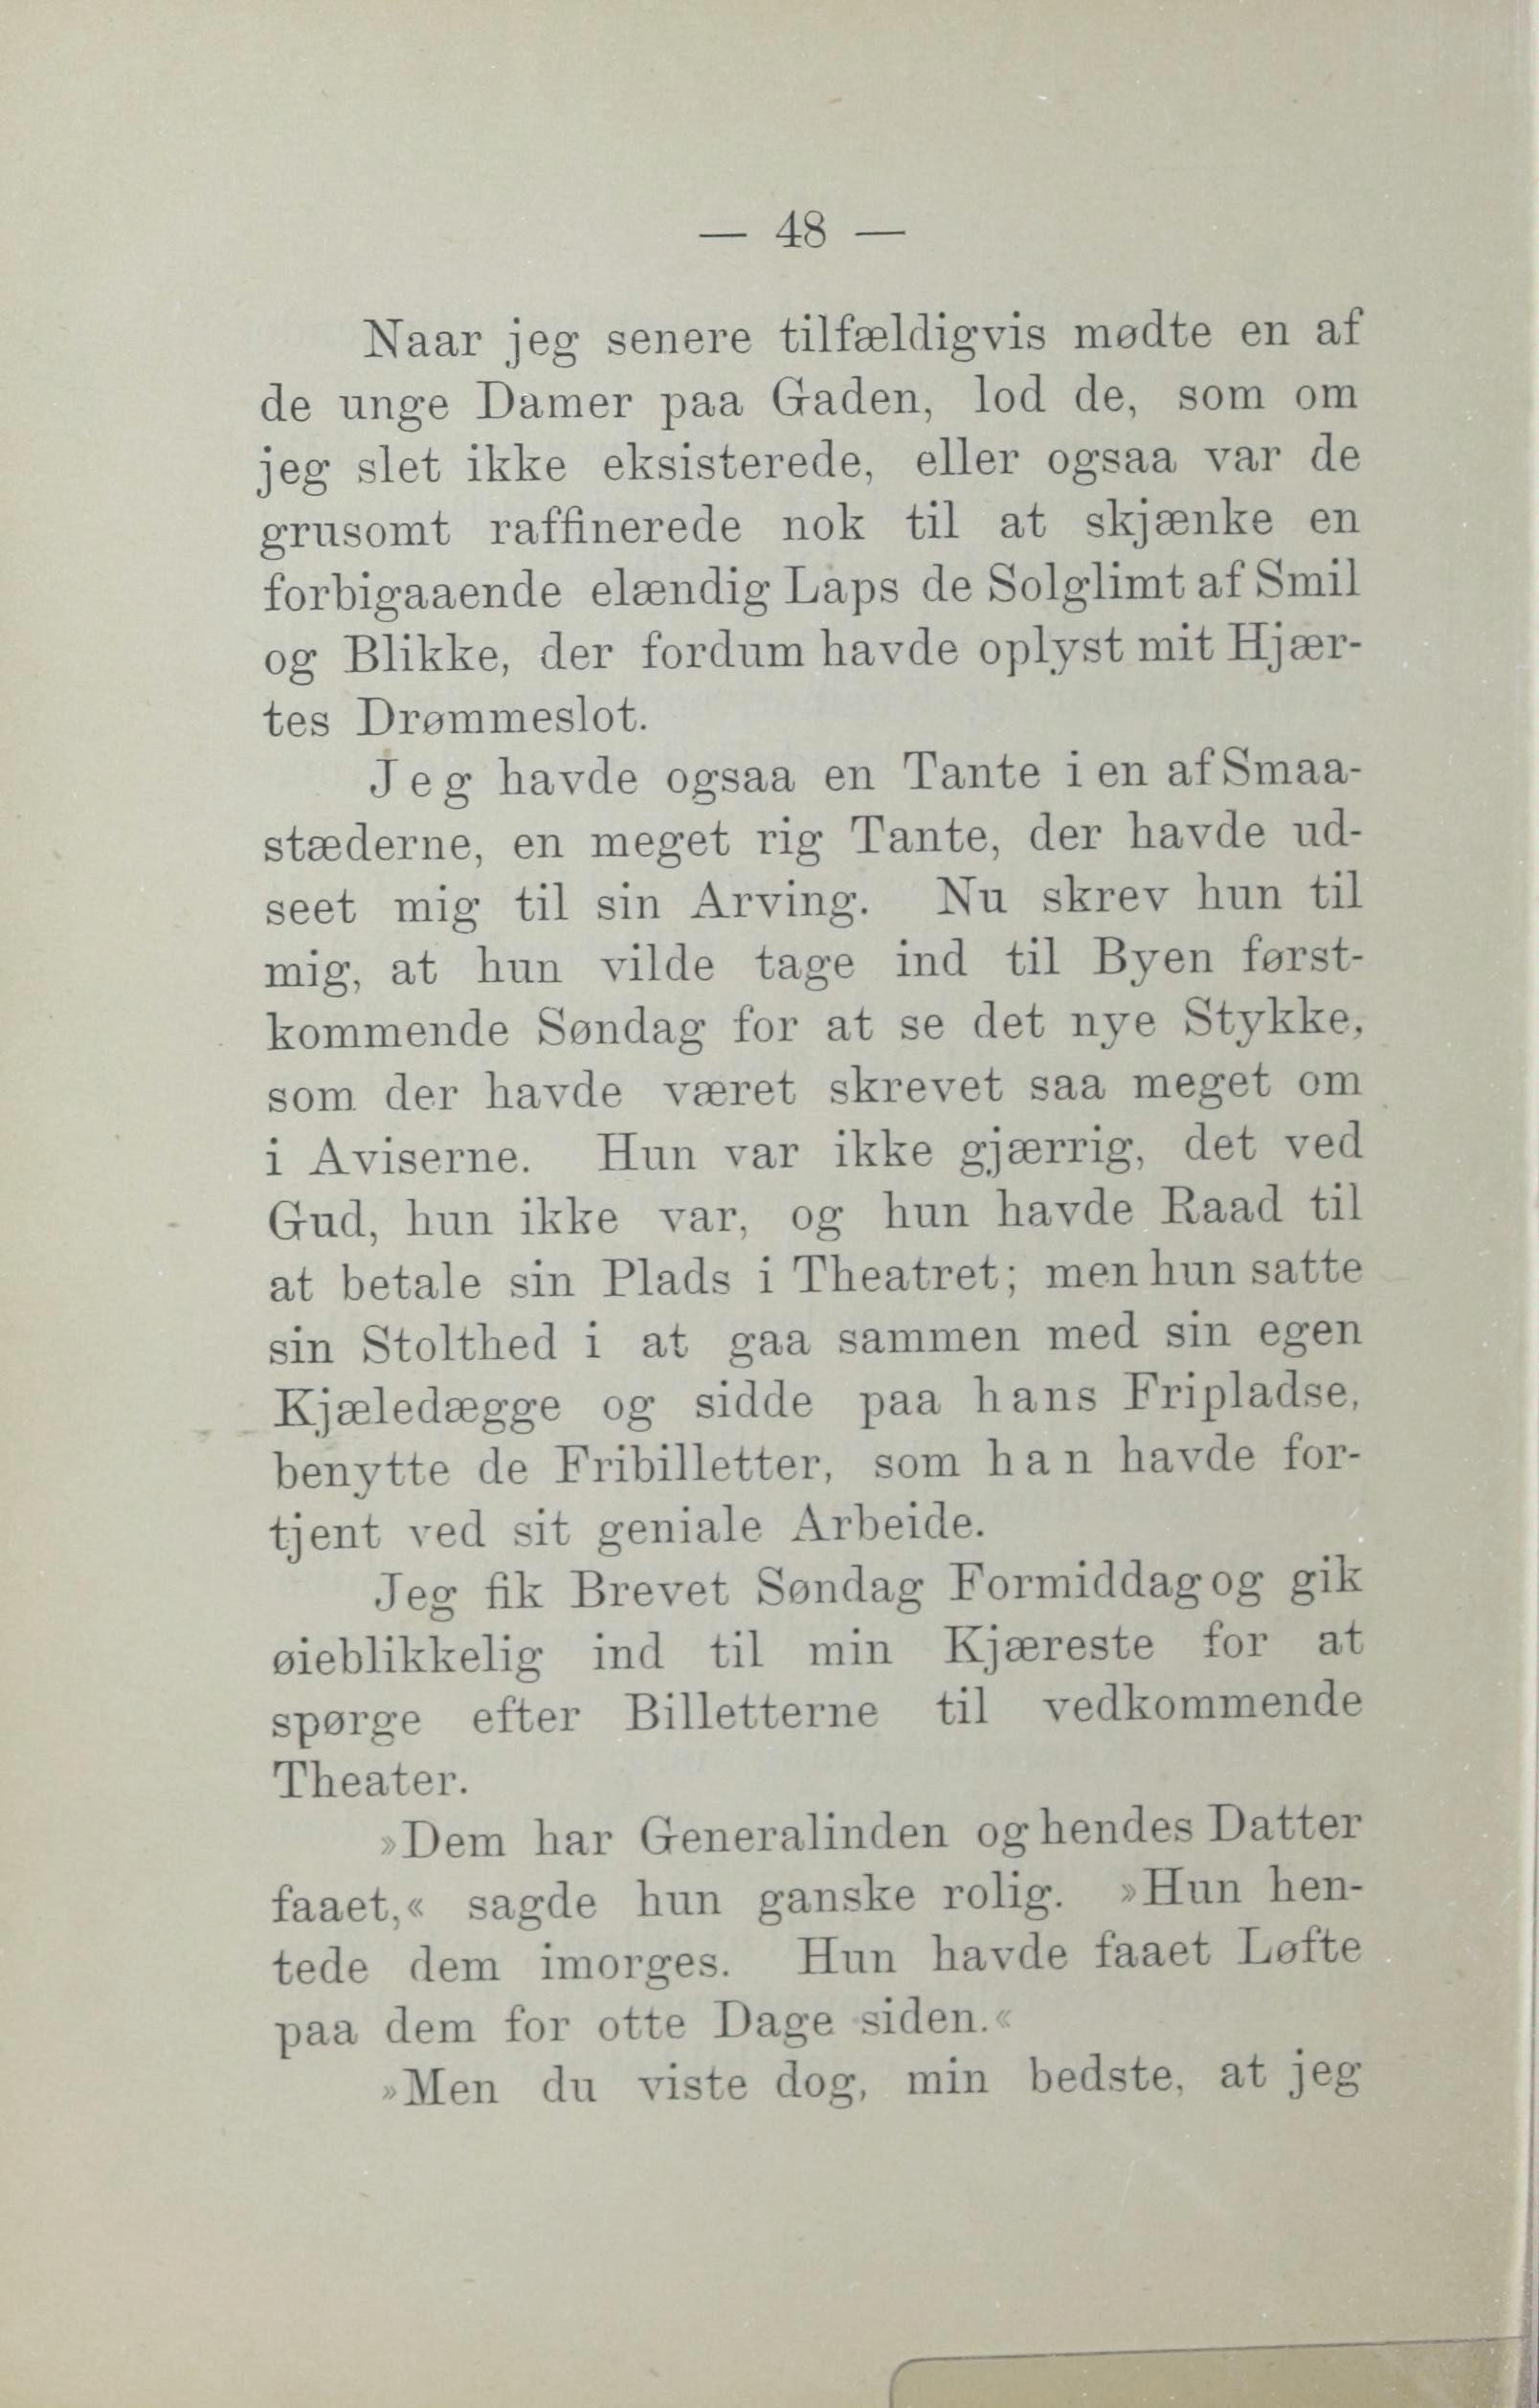 — 48 —
Naar jeg senere tilfældigvis mødte en af
de unge Damer paa Gaden, lod de, som om
jeg slet ikke eksisterede, eller ogsaa var de
grusomt raffinerede nok til at skjænke en
forbigaaende elændig Laps de Solglimt af Smil
og Blikke, der fordum havde oplyst mit Hjær-
tes Drømmeslot.
Jeg havde ogsaa en Tante i en af Smaa-
stæderne, en meget rig Tante, der havde ud-
seet mig til sin Arving. Nu skrev hun til
mig, at hun vilde tage ind til Byen først-
kommende Søndag for at se det nye Stykke,
som der havde været skrevet saa meget om
i Aviserne. Hun var ikke gjærrig, det ved
Gud, hun ikke var, og hun havde Raad til
at betale sin Plads i Theatret; men hun satte
sin Stolthed i at gaa sammen med sin egen
Kjæledægge og sidde paa hans Fripladse,
benytte de Fribilletter, som han havde for-
tjent ved sit geniale Arbeide.
Jeg fik Brevet Søndag Formiddag og gik
øieblikkelig ind til min Kjæreste for at
spørge efter Billetterne til vedkommende
Theater.
»Dem har Generalinden og hendes Datter
faaet,« sagde hun ganske rolig. »Hun hen-
tede dem imorges. Hun havde faaet Løfte
paa dem for otte Dage siden.«
»Men du viste dog, min bedste, at jeg